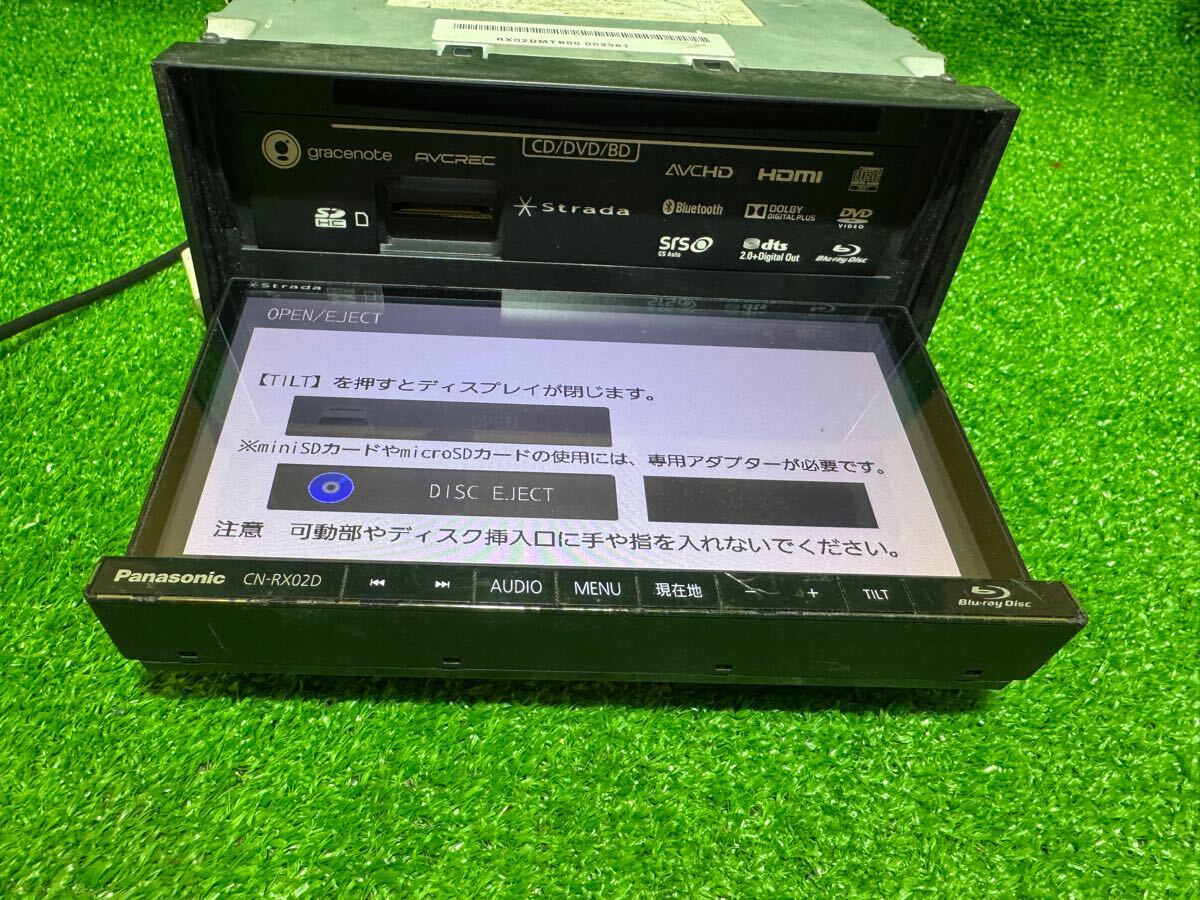 RX02DMTB00 002381
gracenote
AVCREC
CD/DVD/BD
AVCHD
HDMI
DISC
SD
HC
Strada
Bluetooth
DOLBY
DIGITAL PLUS
DVD
VIDEO
SRS
CS Auto
dts
2.0+Digital Out
Blu-ray Disc
Strada
OPEN/EJECT
【TILT】を押すとディスプレイが閉じます。
OPEN
※miniSDカードやmicroSDカードの使用には、専用アダプターが必要です。
DISC EJECT
注意 可動部やディスク挿入口に手や指を入れないでください。
Panasonic CN-RX02D
AUDIO
MENU
現在地
－
+
TILT
Blu-ray Disc